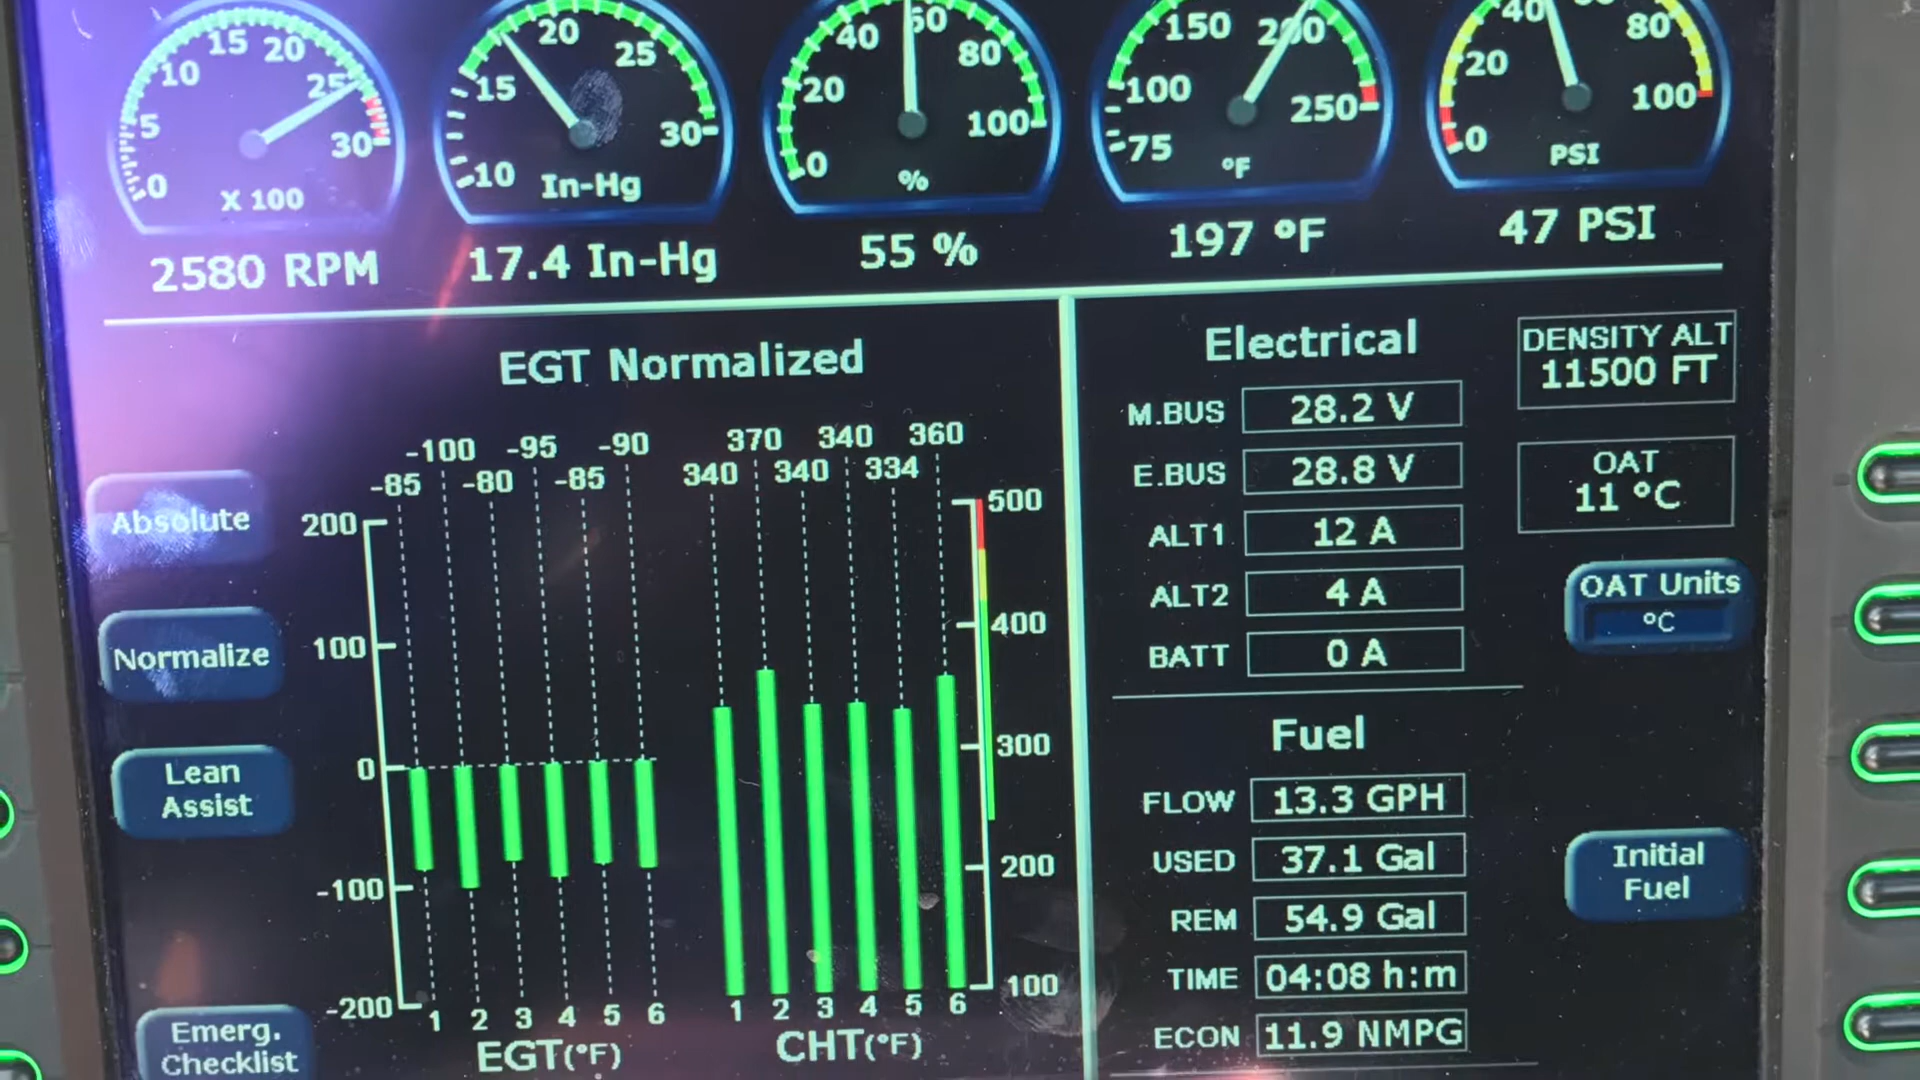 15 20
10 25
5 30
0
X 100
2580 RPM
20
15 25
10 30
In-Hg
17.4 In-Hg
40 60
20 80
0 100
%
55 %
150 200
100 250
75
°F
197 °F
40
20 80
0 100
PSI
47 PSI
EGT Normalized
-100 -95 -90
-85 -80 -85
370 340 360
340 340 334
200
100
0
-100
-200
500
400
300
200
100
1 2 3 4 5 6
EGT(°F)
1 2 3 4 5 6
CHT(°F)
Absolute
Normalize
Lean
Assist
Emerg.
Checklist
Electrical
M.BUS 28.2 V
E.BUS 28.8 V
ALT1 12 A
ALT2 4 A
BATT 0 A
Fuel
FLOW 13.3 GPH
USED 37.1 Gal
REM 54.9 Gal
TIME 04:08 h:m
ECON 11.9 NMPG
DENSITY ALT
11500 FT
OAT
11 °C
OAT Units
°C
Initial
Fuel